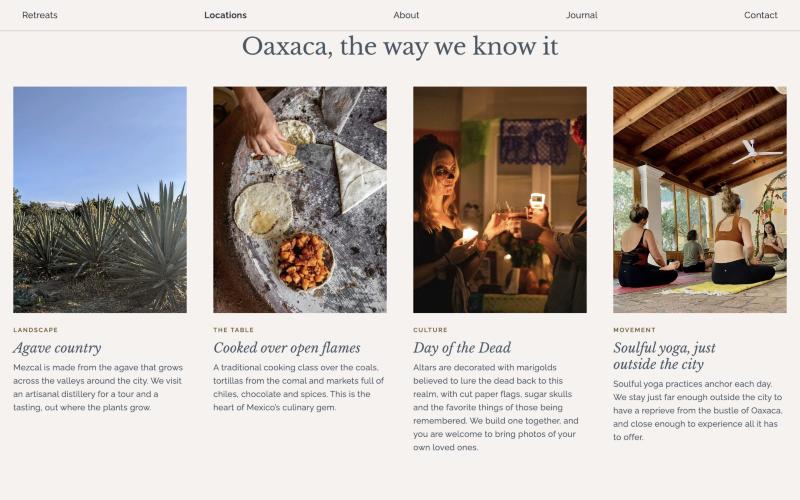 Retreats
Locations
About
Journal
Contact
Oaxaca, the way we know it
LANDSCAPE
Agave country
Mezcal is made from the agave that grows
across the valleys around the city. We visit
an artisanal distillery for a tour and a
tasting, out where the plants grow.
THE TABLE
Cooked over open flames
A traditional cooking class over the coals,
tortillas from the comal and markets full of
chiles, chocolate and spices. This is the
heart of Mexico's culinary gem.
CULTURE
Day of the Dead
Altars are decorated with marigolds
believed to lure the dead back to this
realm, with cut paper flags, sugar skulls
and the favorite things of those being
remembered. We build one together, and
you are welcome to bring photos of your
own loved ones.
MOVEMENT
Soulful yoga, just
outside the city
Soulful yoga practices anchor each day.
We stay just far enough outside the city to
have a reprieve from the bustle of Oaxaca,
and close enough to experience all it has
to offer.